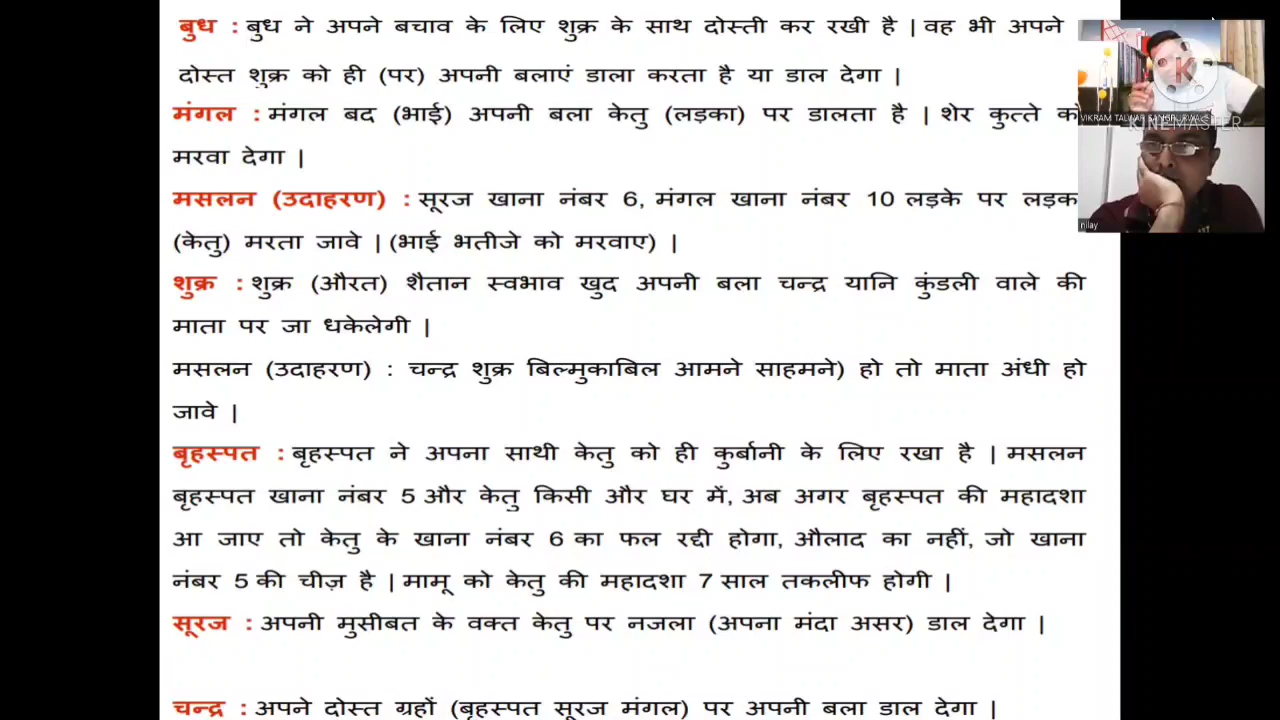 बुध : बुध ने अपने बचाव के लिए शुक्र के साथ दोस्ती कर रखी है | वह भी अपने
दोस्त शुक्र को ही (पर) अपनी बलाएं डाला करता है या डाल देगा |
मंगल : मंगल बद (भाई) अपनी बला केतु (लड़का) पर डालता है | शेर कुत्ते को
मरवा देगा |
मसलन (उदाहरण) : सूरज खाना नंबर 6, मंगल खाना नंबर 10 लड़के पर लड़क
(केतु) मरता जावे | (भाई भतीजे को मरवाए) |
शुक्र : शुक्र (औरत) शैतान स्वभाव खुद अपनी बला चन्द्र यानि कुंडली वाले की
माता पर जा धकेलेगी |
मसलन (उदाहरण) : चन्द्र शुक्र बिल्मुकाबिल आमने साहमने) हो तो माता अंधी हो
जावे |
बृहस्पत : बृहस्पत ने अपना साथी केतु को ही कुर्बानी के लिए रखा है | मसलन
बृहस्पत खाना नंबर 5 और केतु किसी और घर में, अब अगर बृहस्पत की महादशा
आ जाए तो केतु के खाना नंबर 6 का फल रद्दी होगा, औलाद का नहीं, जो खाना
नंबर 5 की चीज़ है | मामू को केतु की महादशा 7 साल तकलीफ होगी |
सूरज : अपनी मुसीबत के वक्त केतु पर नजला (अपना मंदा असर) डाल देगा |
चन्द्र : अपने दोस्त ग्रहों (बृहस्पत सूरज मंगल) पर अपनी बला डाल देगा |
K
VIKRAM TALWAR
KINEMASTER
nilay